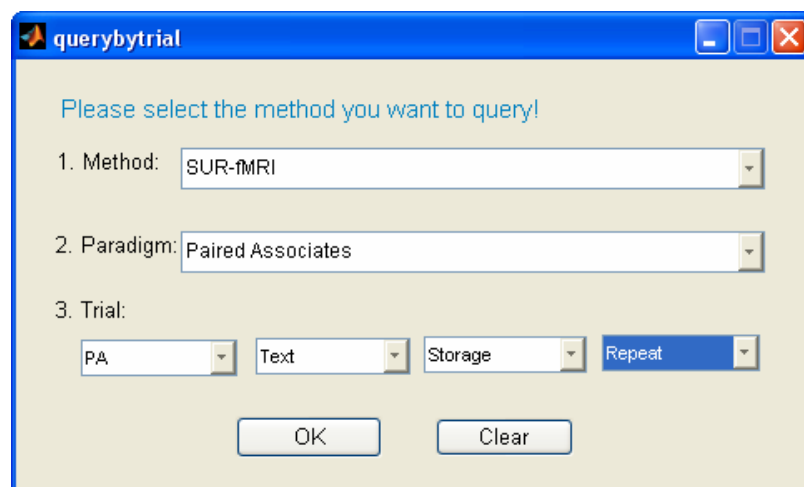 querybytrial
Please select the method you want to query!
1. Method: SUR-fMRI
2. Paradigm: Paired Associates
3. Trial:
PA Text Storage Repeat
OK Clear